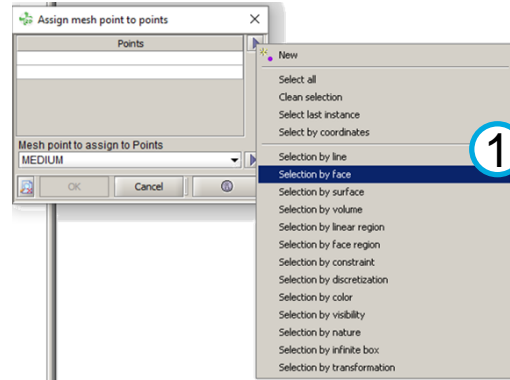 Assign mesh point to points
Points
Mesh point to assign to Points
MEDIUM
OK Cancel
New
Select all
Clean selection
Select last instance
Select by coordinates
Selection by line
Selection by face
Selection by surface
Selection by volume
Selection by linear region
Selection by face region
Selection by constraint
Selection by discretization
Selection by color
Selection by visibility
Selection by nature
Selection by infinite box
Selection by transformation
1